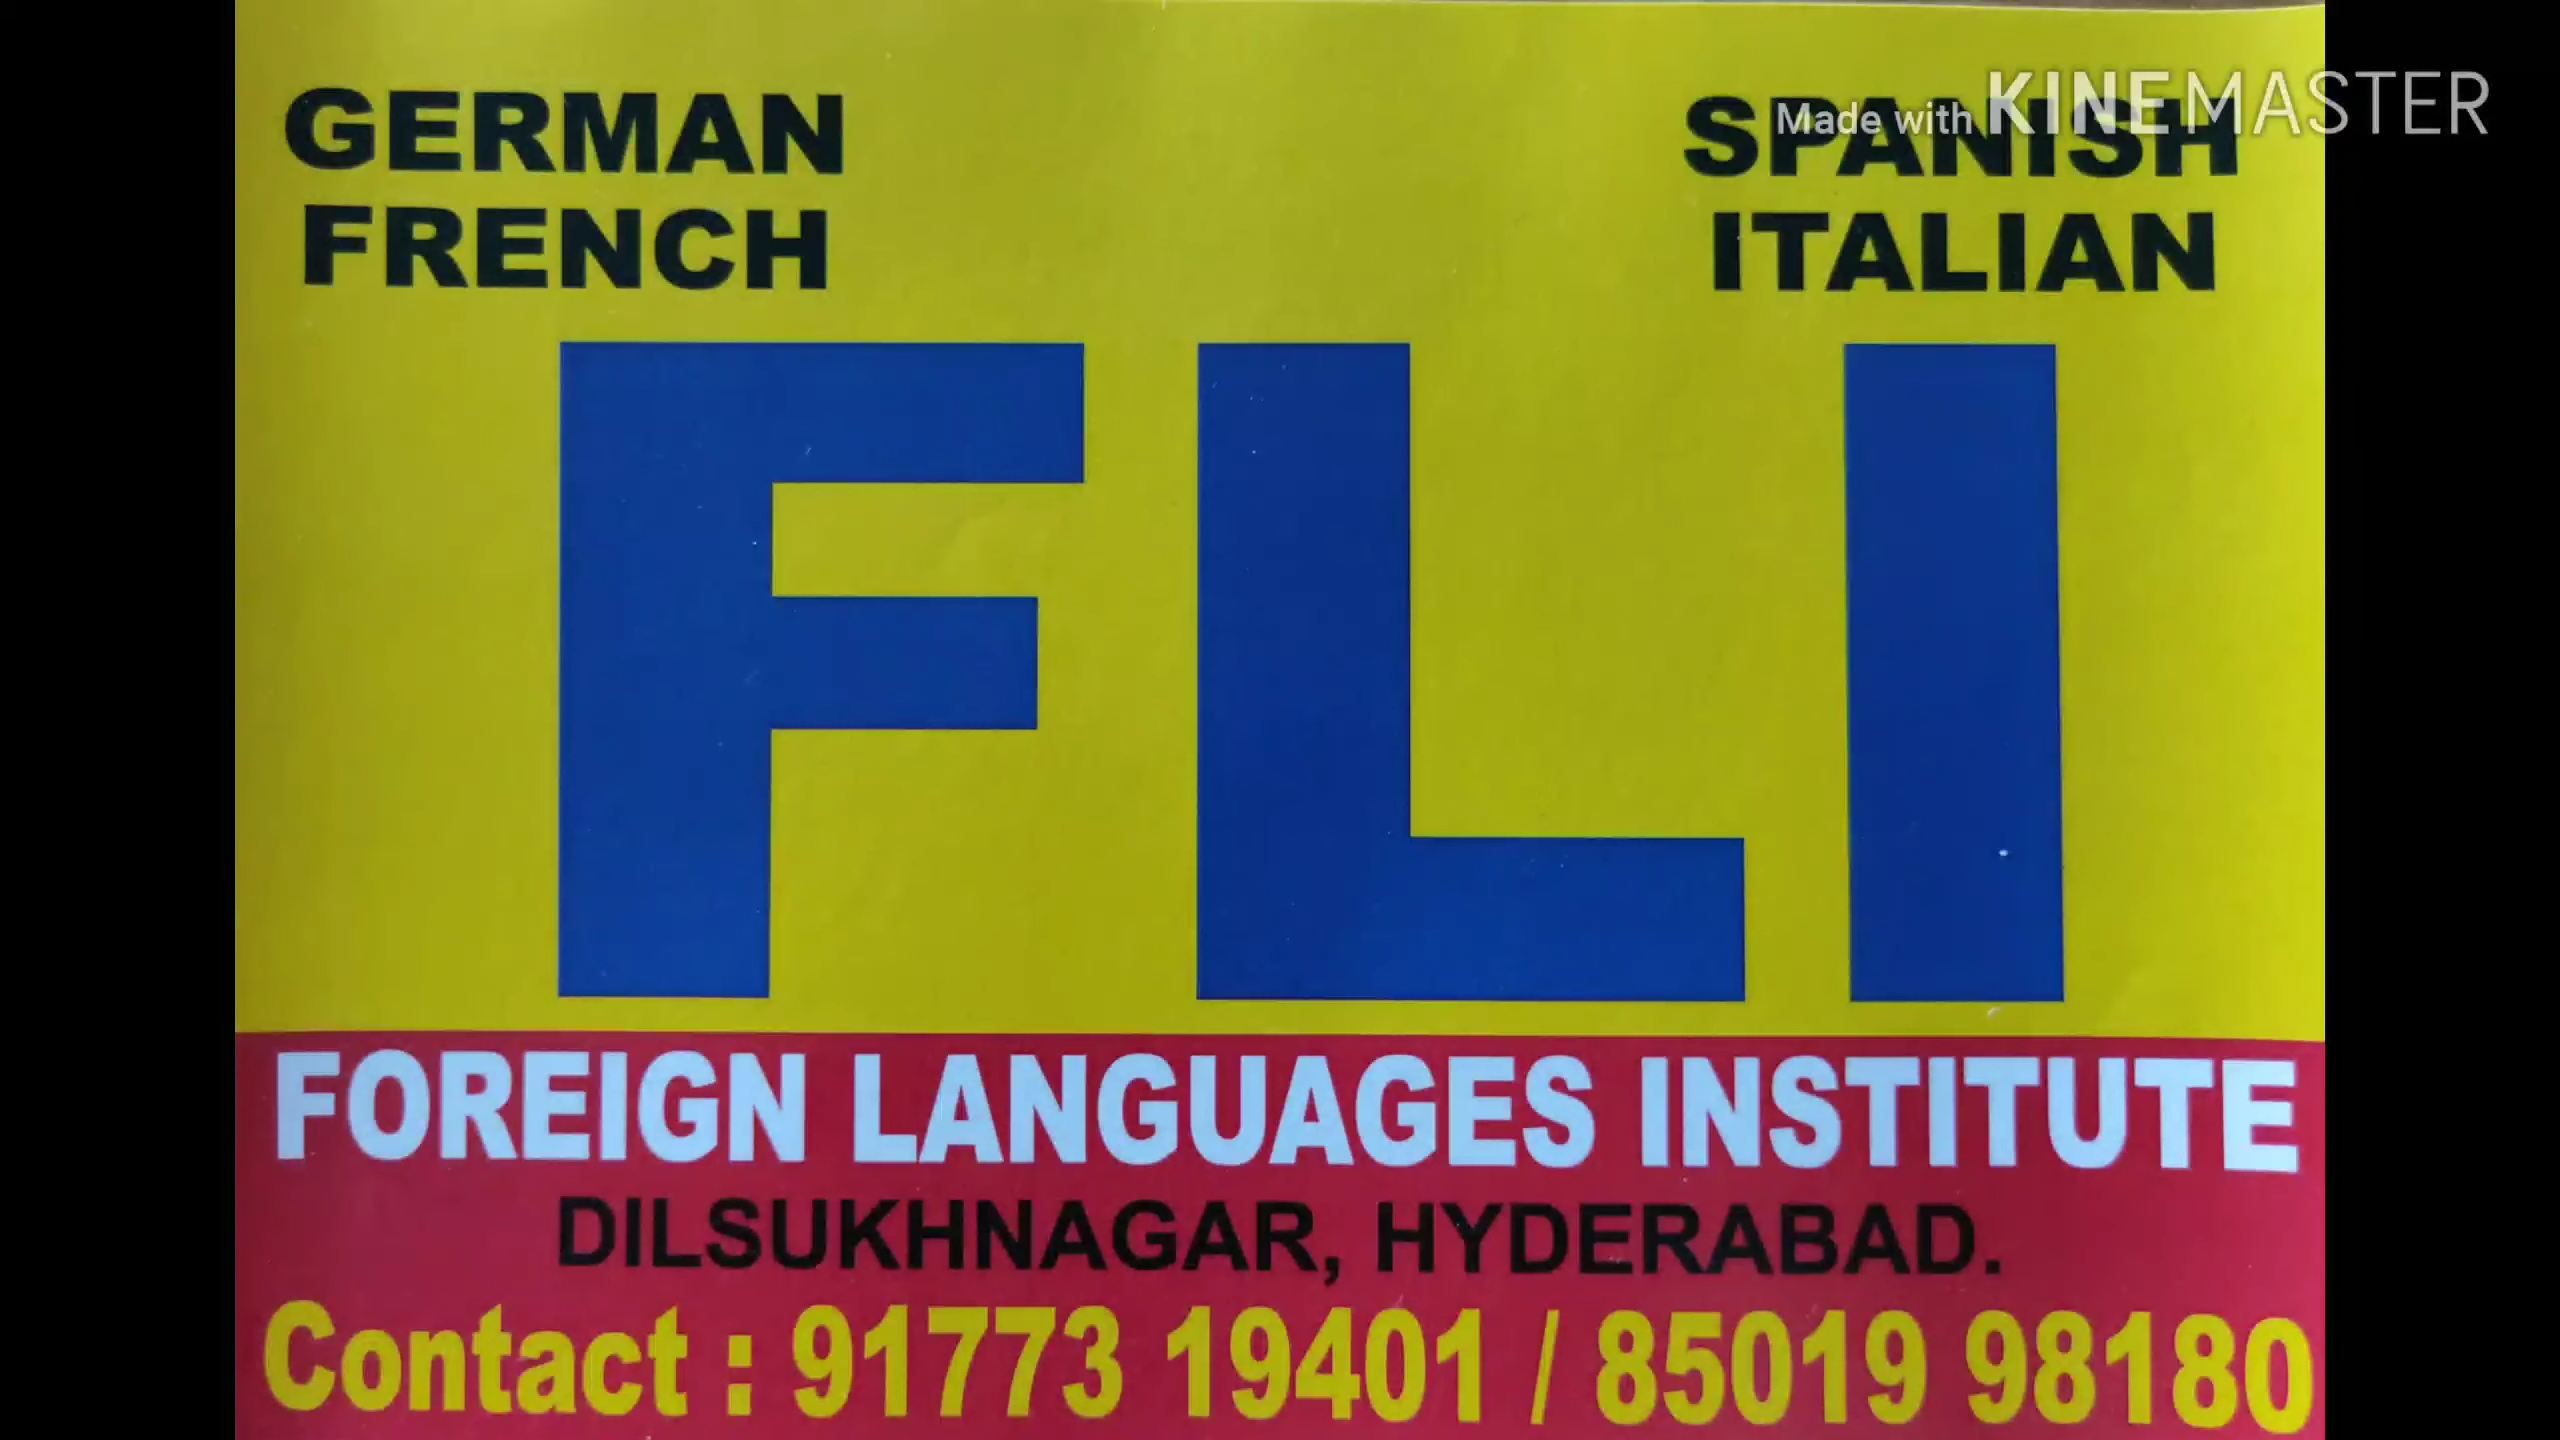 GERMAN
FRENCH
SPANISH
ITALIAN
Made with KINEMASTER
FLI
FOREIGN LANGUAGES INSTITUTE
DILSUKHNAGAR, HYDERABAD.
Contact : 91773 19401 / 85019 98180